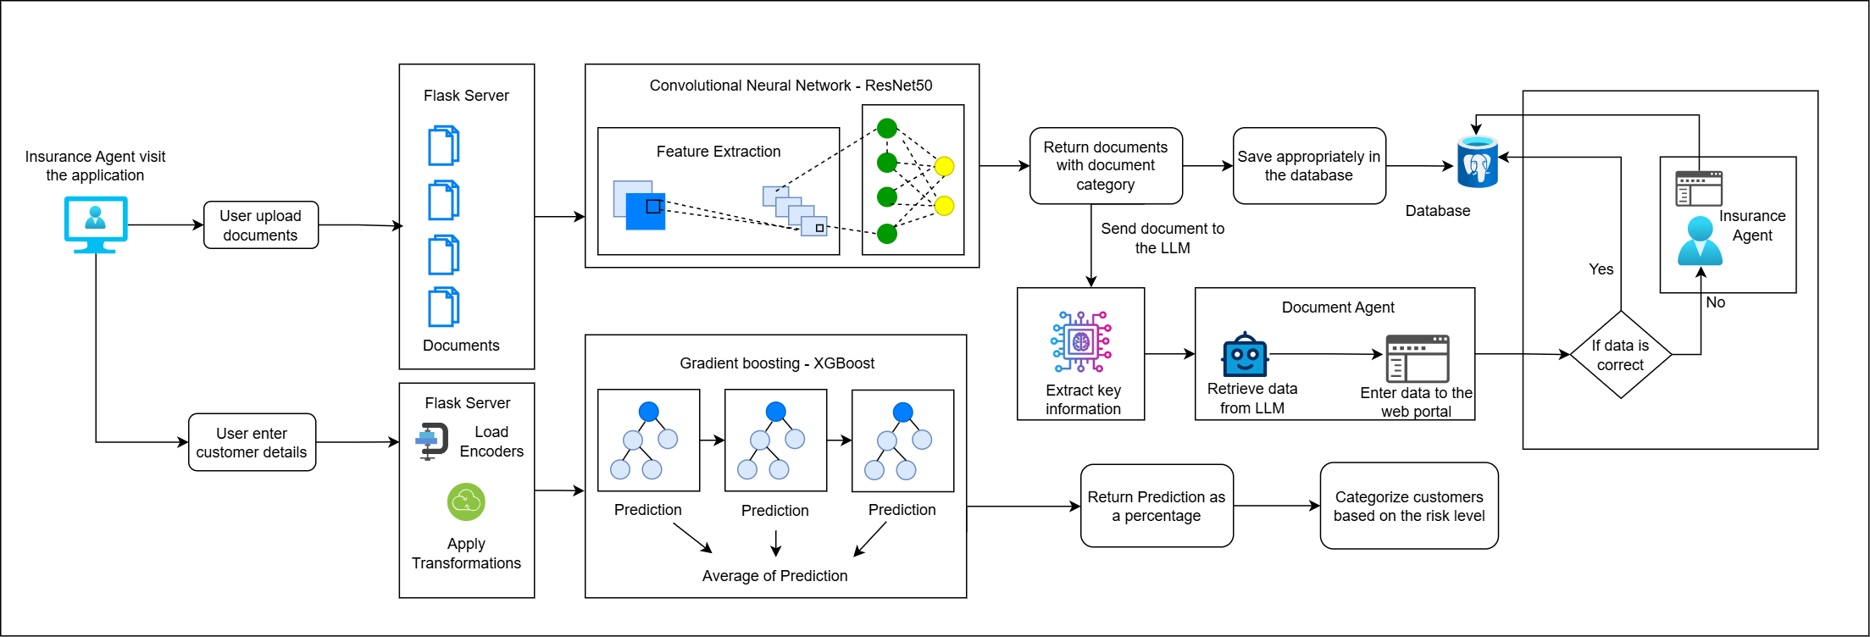 Insurance Agent visit
the application
User upload
documents
Flask Server
Documents
Convolutional Neural Network - ResNet50
Feature Extraction
Return documents
with document
category
Save appropriately in
the database
Database
Send document to
the LLM
Extract key
information
Document Agent
Retrieve data
from LLM
Enter data to the
web portal
If data is
correct
Yes
No
Insurance
Agent
User enter
customer details
Flask Server
Load
Encoders
Apply
Transformations
Gradient boosting - XGBoost
Prediction
Prediction
Prediction
Average of Prediction
Return Prediction as
a percentage
Categorize customers
based on the risk level